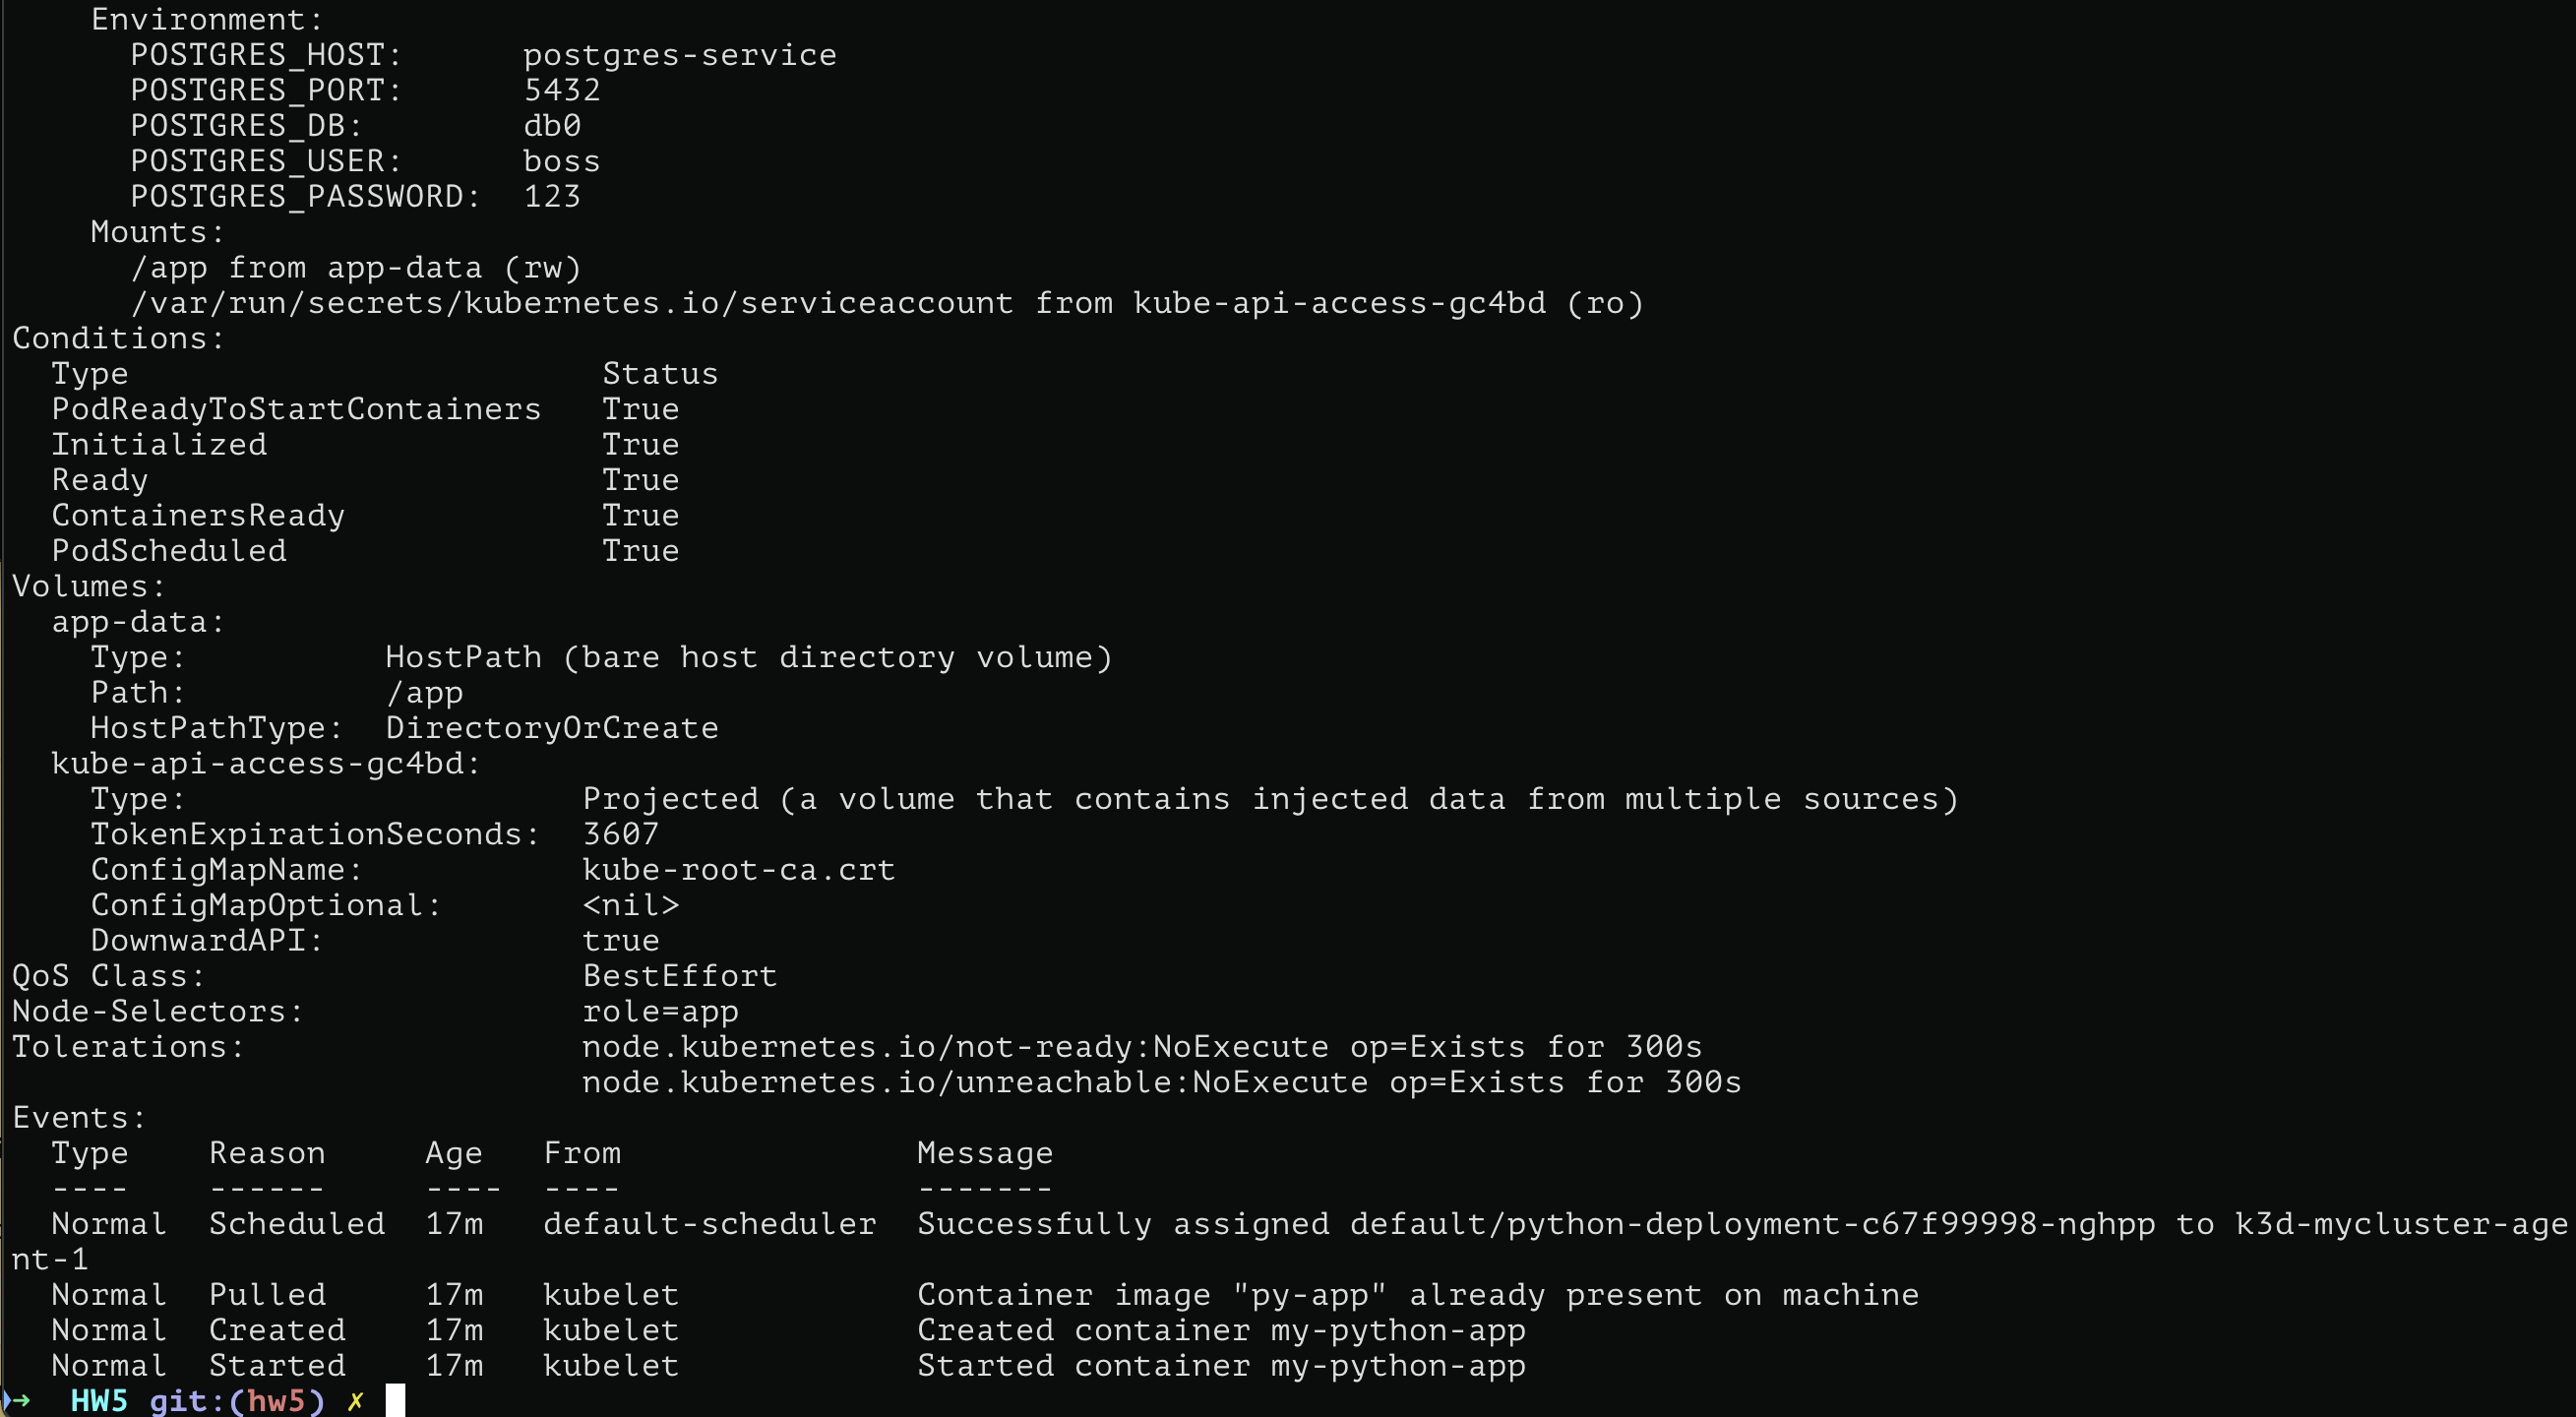 Environment:
POSTGRES_HOST:      postgres-service
POSTGRES_PORT:      5432
POSTGRES_DB:        db0
POSTGRES_USER:      boss
POSTGRES_PASSWORD:  123
Mounts:
/app from app-data (rw)
/var/run/secrets/kubernetes.io/serviceaccount from kube-api-access-gc4bd (ro)
Conditions:
Type                        Status
PodReadyToStartContainers   True
Initialized                 True
Ready                       True
ContainersReady             True
PodScheduled                True
Volumes:
app-data:
Type:          HostPath (bare host directory volume)
Path:          /app
HostPathType:  DirectoryOrCreate
kube-api-access-gc4bd:
Type:                    Projected (a volume that contains injected data from multiple sources)
TokenExpirationSeconds:  3607
ConfigMapName:           kube-root-ca.crt
ConfigMapOptional:       <nil>
DownwardAPI:             true
QoS Class:                   BestEffort
Node-Selectors:              role=app
Tolerations:                 node.kubernetes.io/not-ready:NoExecute op=Exists for 300s
node.kubernetes.io/unreachable:NoExecute op=Exists for 300s
Events:
Type    Reason     Age   From               Message
----    ------     ----  ----               -------
Normal  Scheduled  17m   default-scheduler  Successfully assigned default/python-deployment-c67f99998-nghpp to k3d-mycluster-age
nt-1
Normal  Pulled     17m   kubelet            Container image "py-app" already present on machine
Normal  Created    17m   kubelet            Created container my-python-app
Normal  Started    17m   kubelet            Started container my-python-app
➜  HW5 git:(hw5) ✗